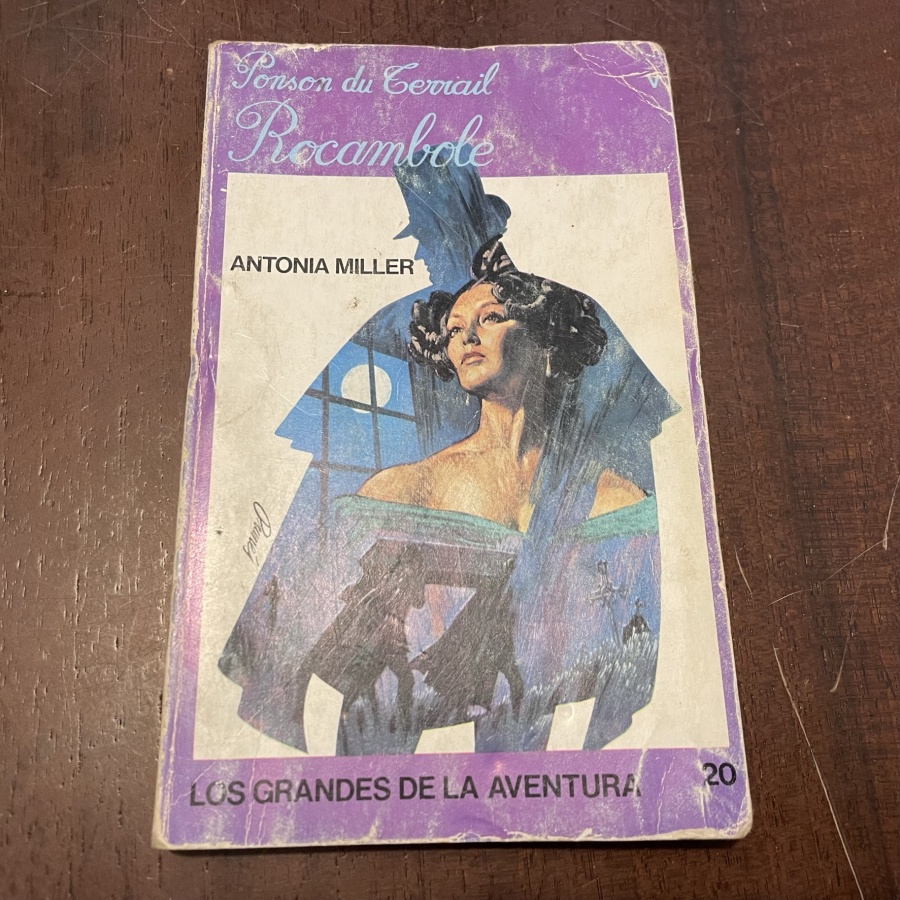 Ponson du Terrail
Rocambole
ANTONIA MILLER
LOS GRANDES DE LA AVENTURA
20